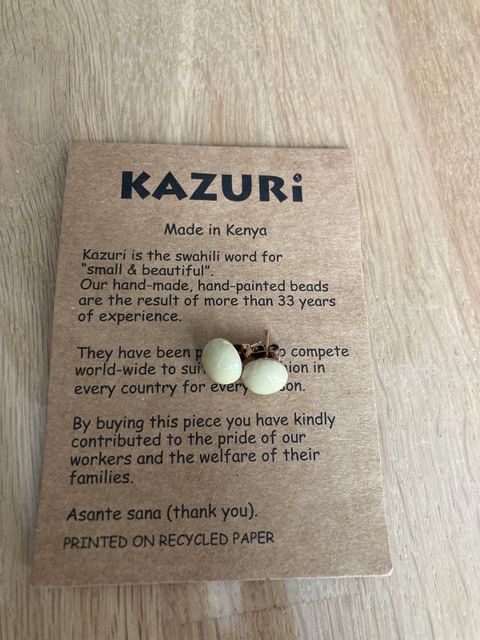 KAZURi
Made in Kenya
Kazuri is the swahili word for
"small & beautiful".
Our hand-made, hand-painted beads
are the result of more than 33 years
of experience.
They have been compete
world-wide to in
every country for every
By buying this piece you have kindly
contributed to the pride of our
workers and the welfare of their
families.
Asante sana (thank you).
PRINTED ON RECYCLED PAPER